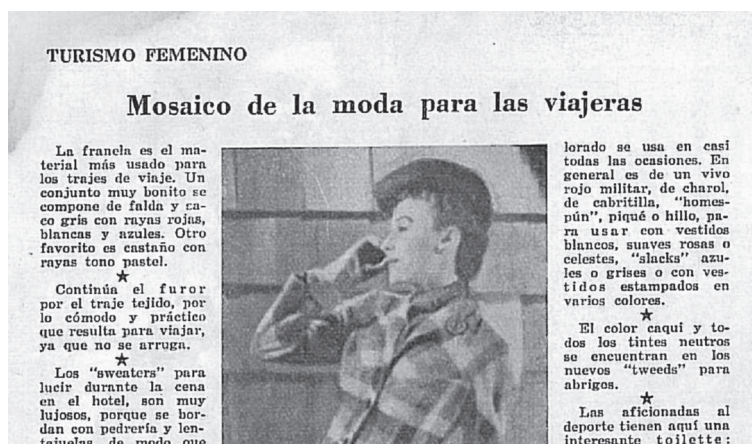 TURISMO FEMENINO
Mosaico de la moda para las viajeras
La franela es el ma-
terial más usado para
los trajes de viaje. Un
conjunto muy bonito se
compone de falda y sa-
co gris con rayas rojas,
blancas y azules. Otro
favorito es castaño con
rayas tono pastel.
★
Continúa el furor
por el traje tejido, por
lo cómodo y práctico
que resulta para viajar,
ya que no se arruga.
★
Los "sweaters" para
lucir durante la cena
en el hotel, son muy
lujosos, porque se bor-
dan con pedrería y len-
tejuelas, de modo que
lorado se usa en casi
todas las ocasiones. En
general es de un vivo
rojo militar, de charol,
de cabritilla, "homes-
pún", piqué o hillo, pa-
ra usar con vestidos
blancos, suaves rosas o
celestes, "slacks" azu-
les o grises o con ves-
tidos estampados en
varios colores.
★
El color caqui y to-
dos los tintes neutros
se encuentran en los
nuevos "tweeds" para
abrigos.
★
Las aficionadas al
deporte tienen aquí una
interesante toilette: